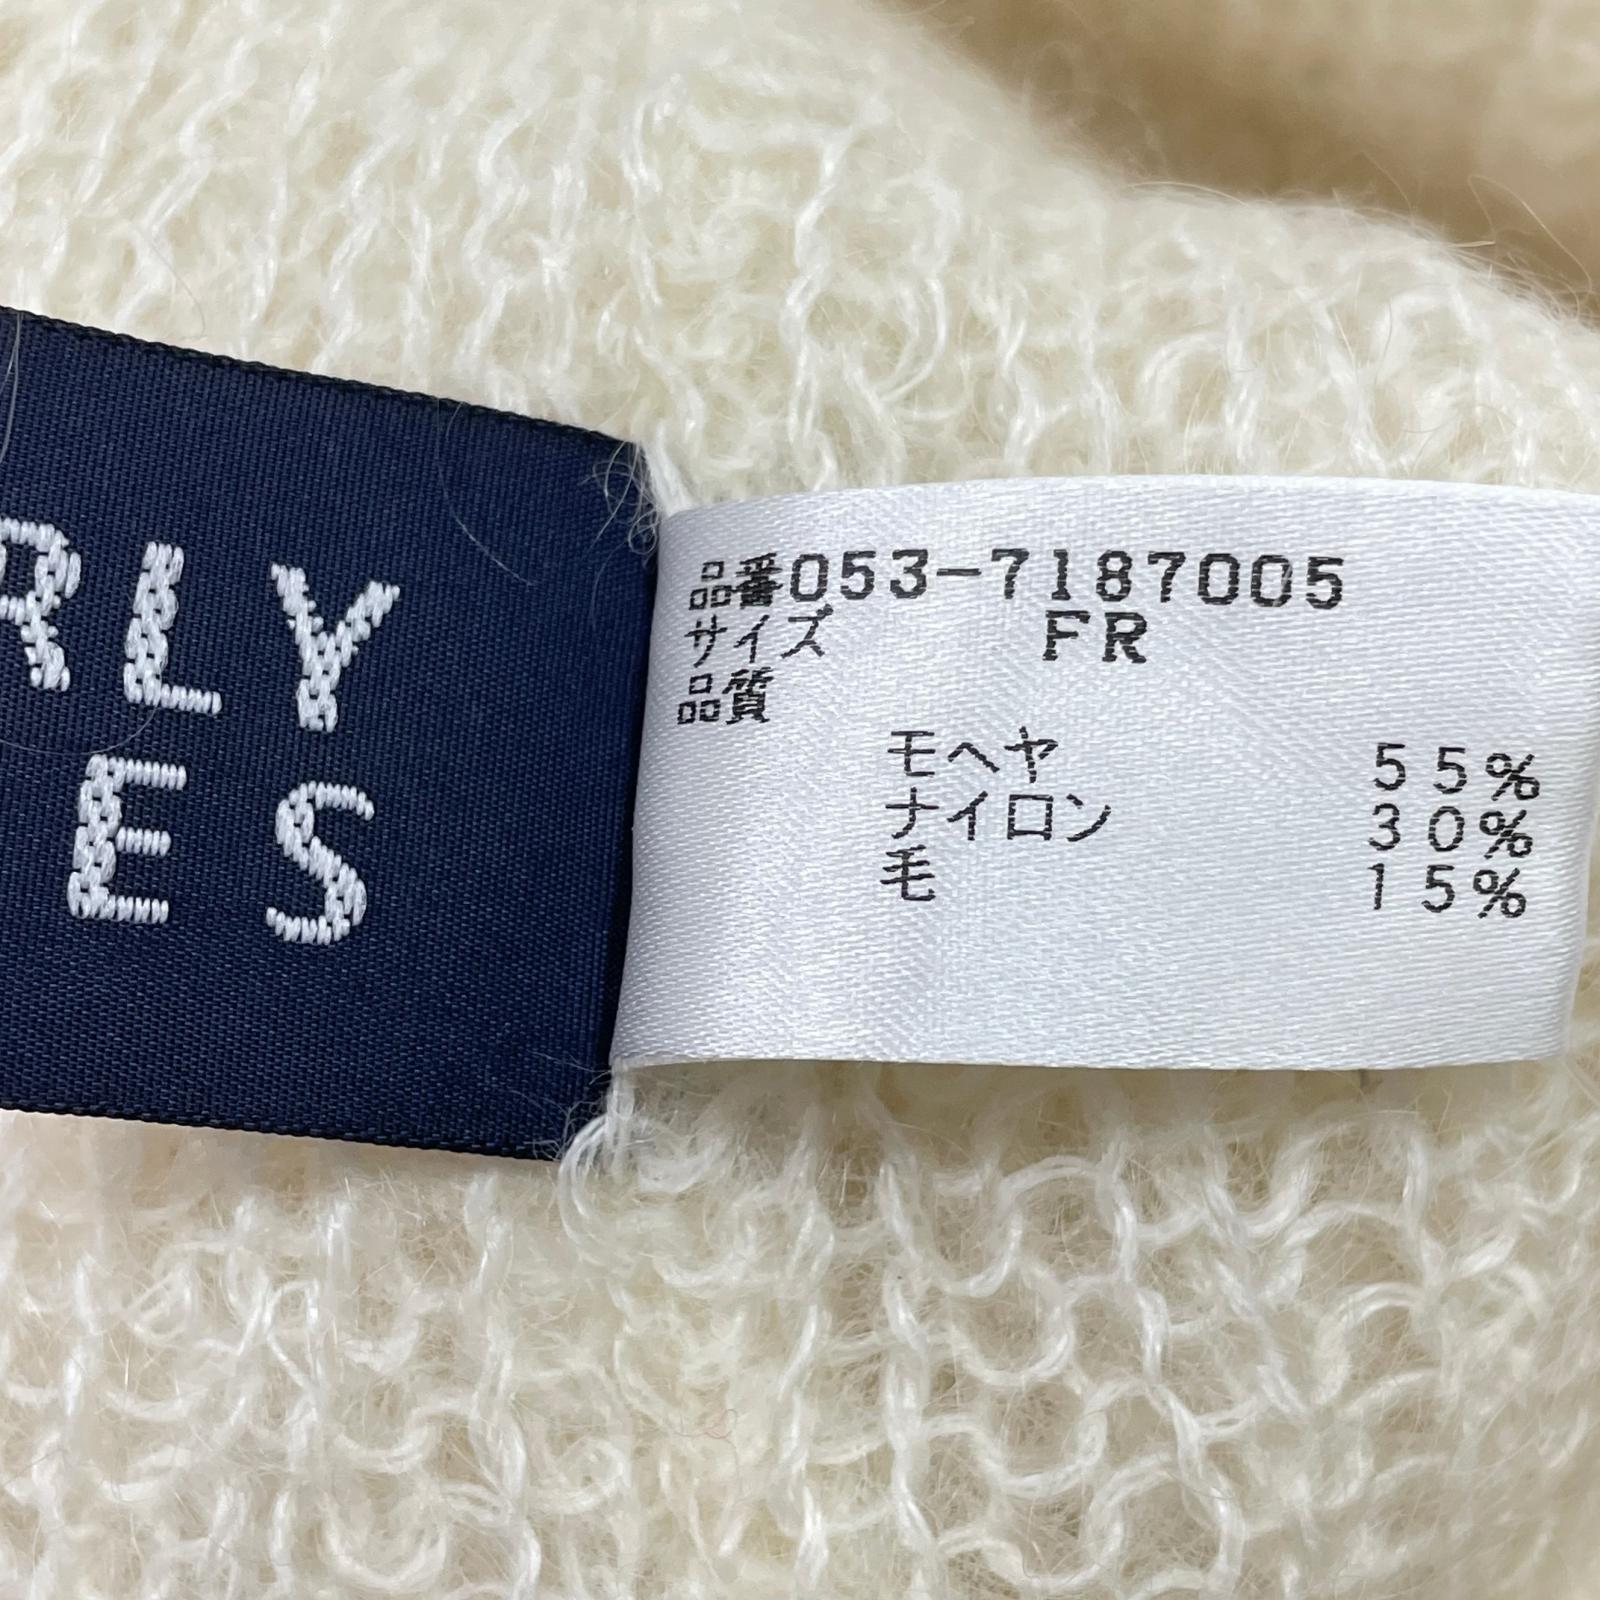 RLY
ES
品番053-7187005
サイズ FR
品質
モヘヤ 55%
ナイロン 30%
毛 15%